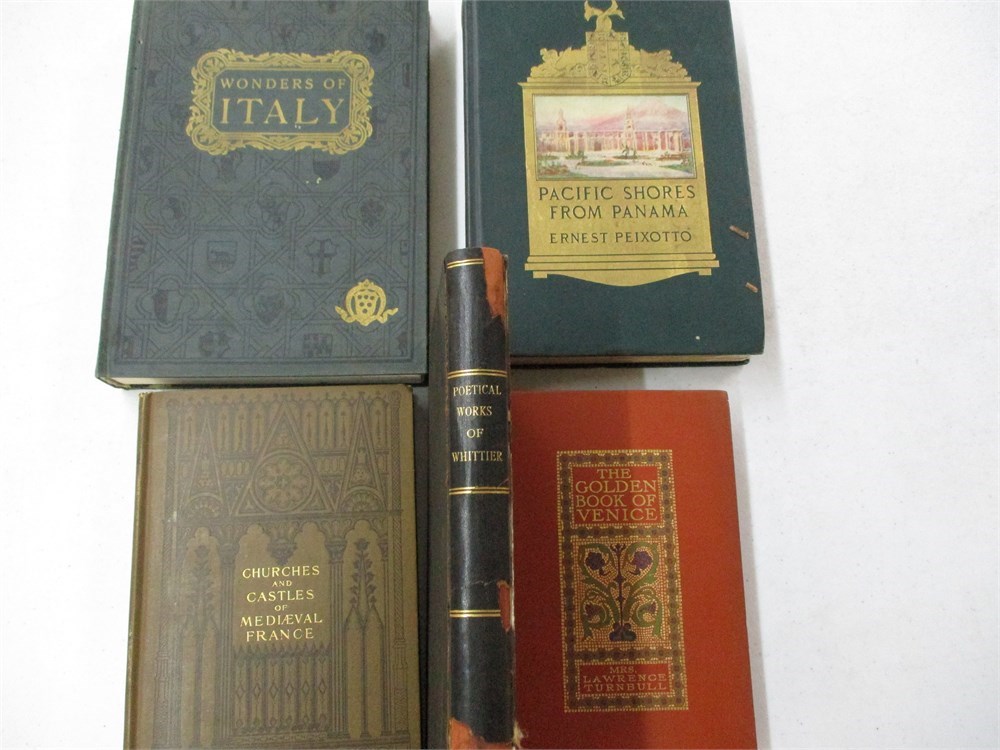 WONDERS OF
ITALY
PACIFIC SHORES
FROM PANAMA
ERNEST PEIXOTTO
POETICAL
WORKS
OF
WHITTIER
CHURCHES
AND
CASTLES
OF
MEDIÆVAL
FRANCE
THE
GOLDEN
BOOK OF
VENICE
MRS.
LAWRENCE
TURNBULL